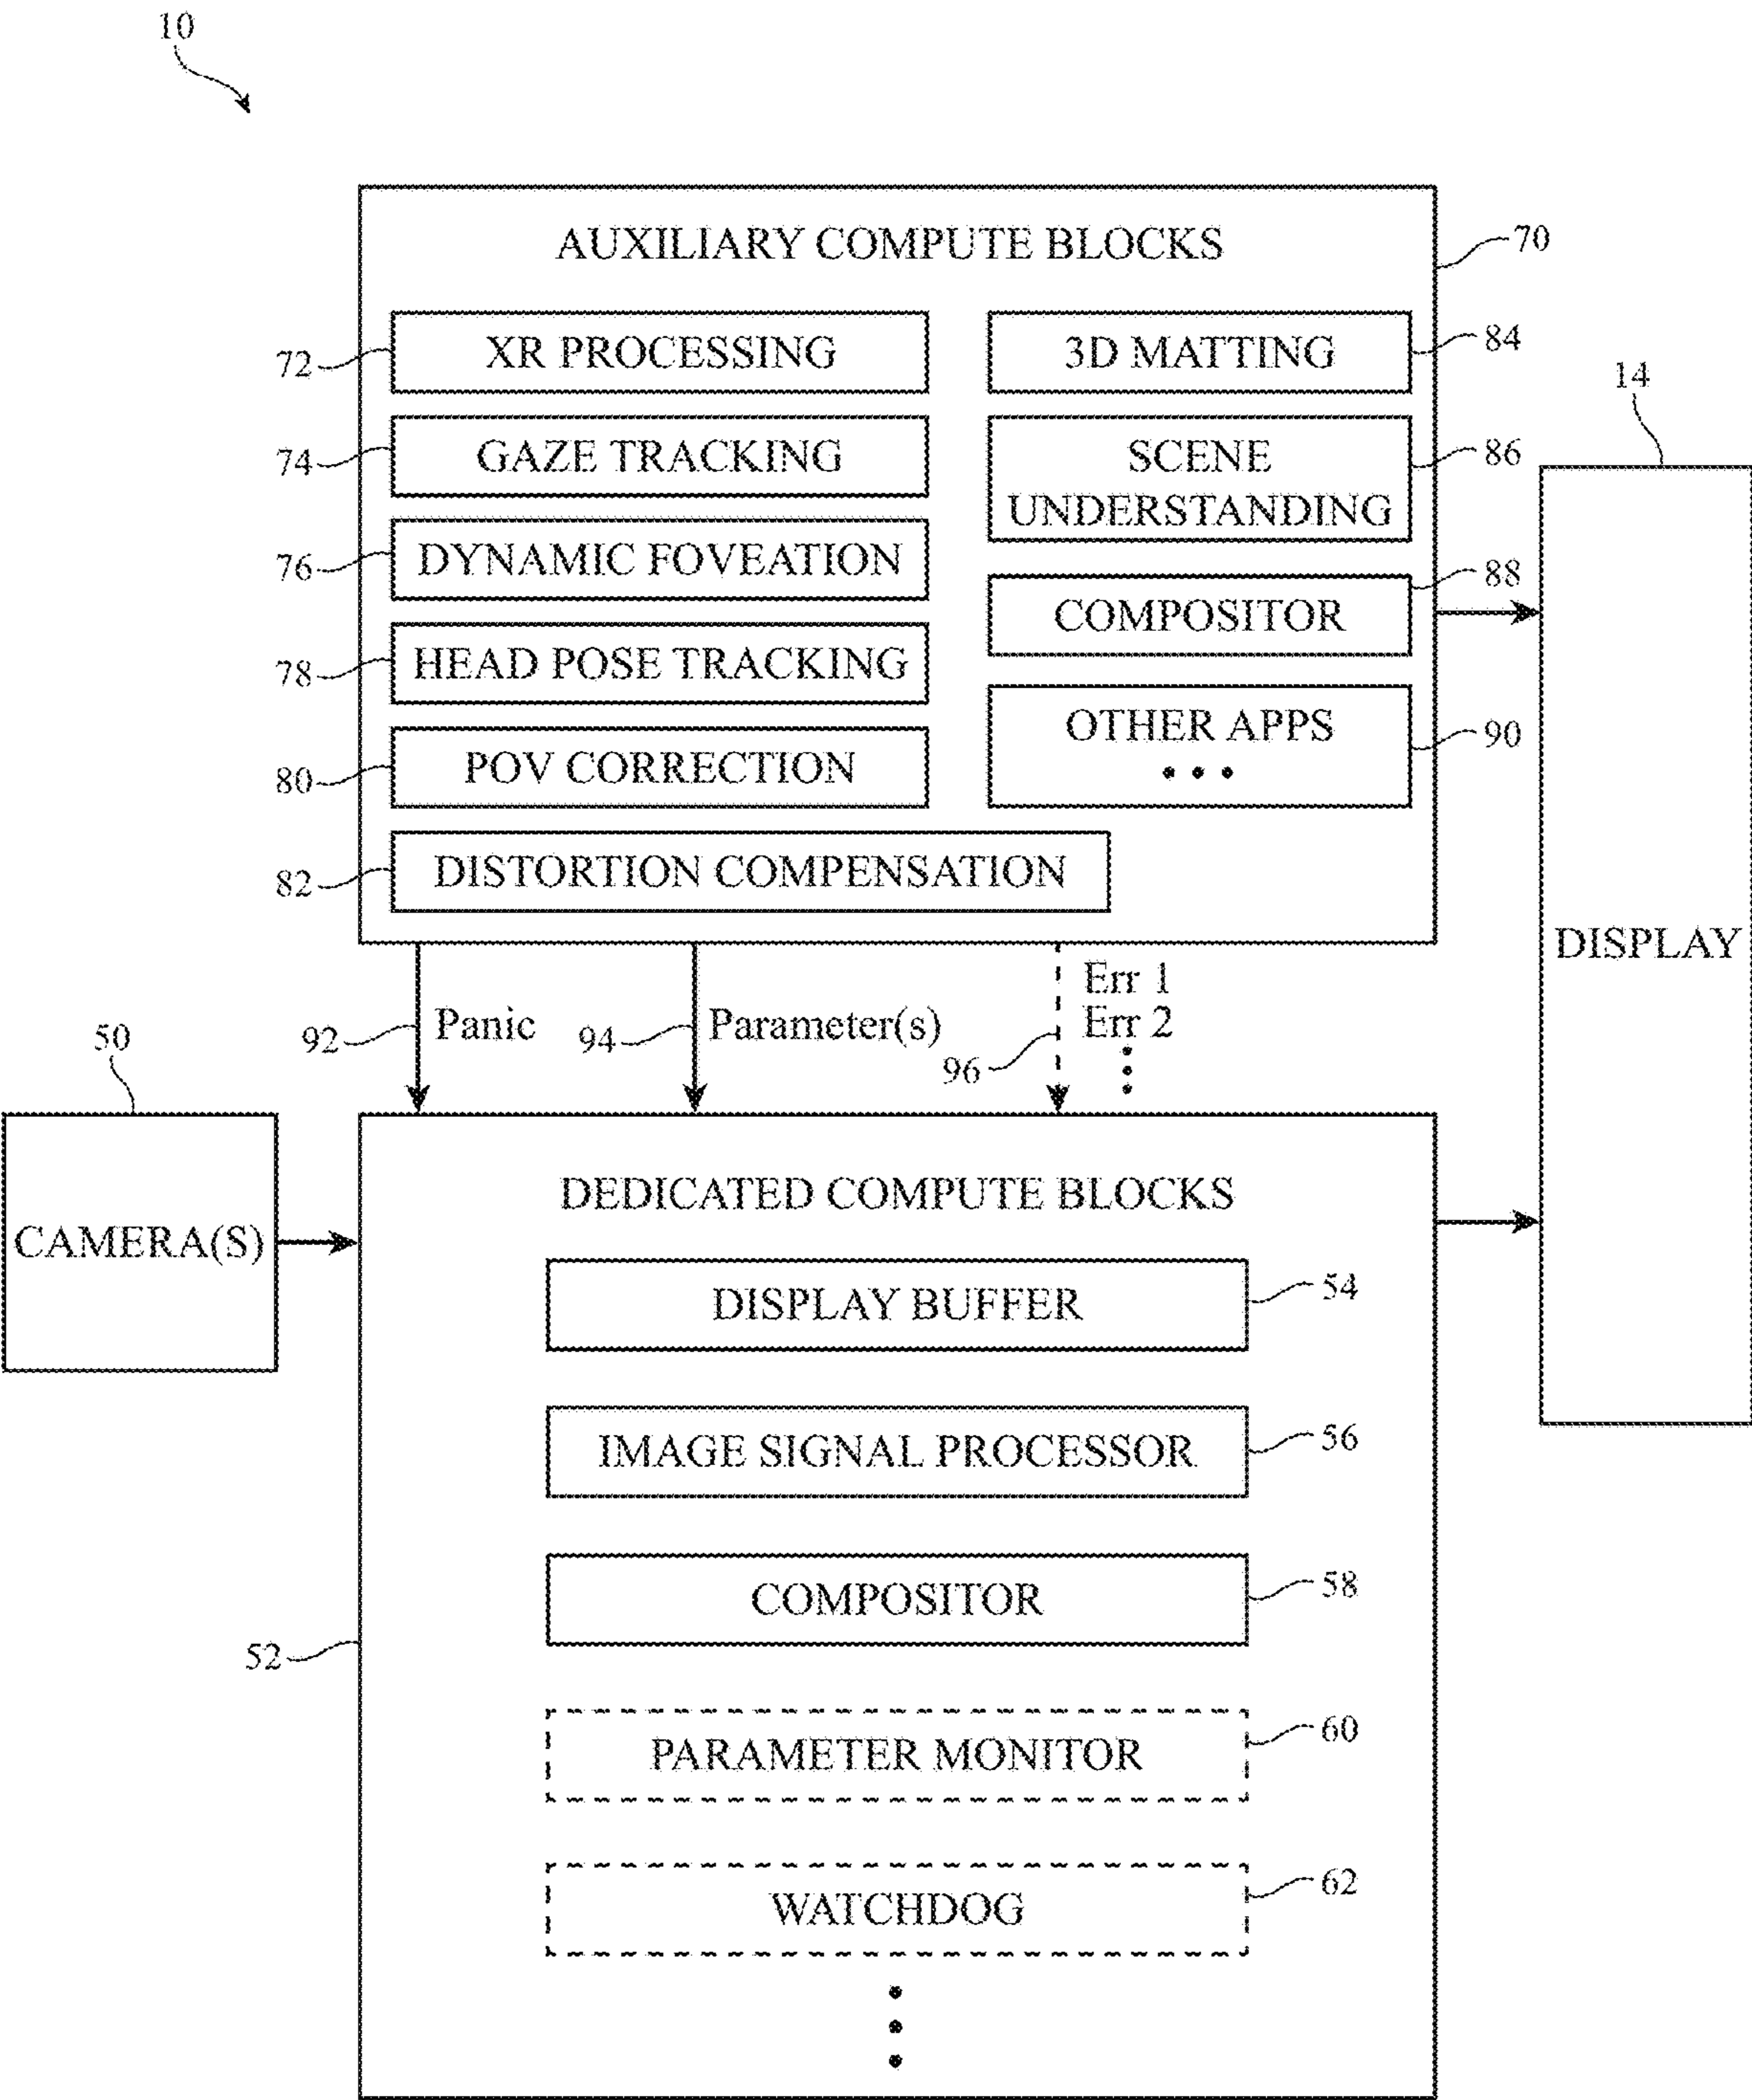 10
AUXILIARY COMPUTE BLOCKS
70
72
XR PROCESSING
3D MATTING
84
14
74
GAZE TRACKING
SCENE
UNDERSTANDING
86
76
DYNAMIC FOVEATION
COMPOSITOR
88
78
HEAD POSE TRACKING
OTHER APPS
• • •
90
80
POV CORRECTION
82
DISTORTION COMPENSATION
DISPLAY
92
Panic
94
Parameter(s)
96
Err 1
Err 2
50
CAMERA(S)
DEDICATED COMPUTE BLOCKS
DISPLAY BUFFER
54
IMAGE SIGNAL PROCESSOR
56
COMPOSITOR
58
52
PARAMETER MONITOR
60
WATCHDOG
62